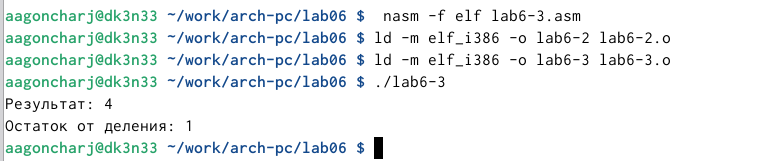 aagoncharj@dk3n33 ~/work/arch-pc/lab06 $  nasm -f elf lab6-3.asm
aagoncharj@dk3n33 ~/work/arch-pc/lab06 $ ld -m elf_i386 -o lab6-2 lab6-2.o
aagoncharj@dk3n33 ~/work/arch-pc/lab06 $ ld -m elf_i386 -o lab6-3 lab6-3.o
aagoncharj@dk3n33 ~/work/arch-pc/lab06 $ ./lab6-3
Результат: 4
Остаток от деления: 1
aagoncharj@dk3n33 ~/work/arch-pc/lab06 $